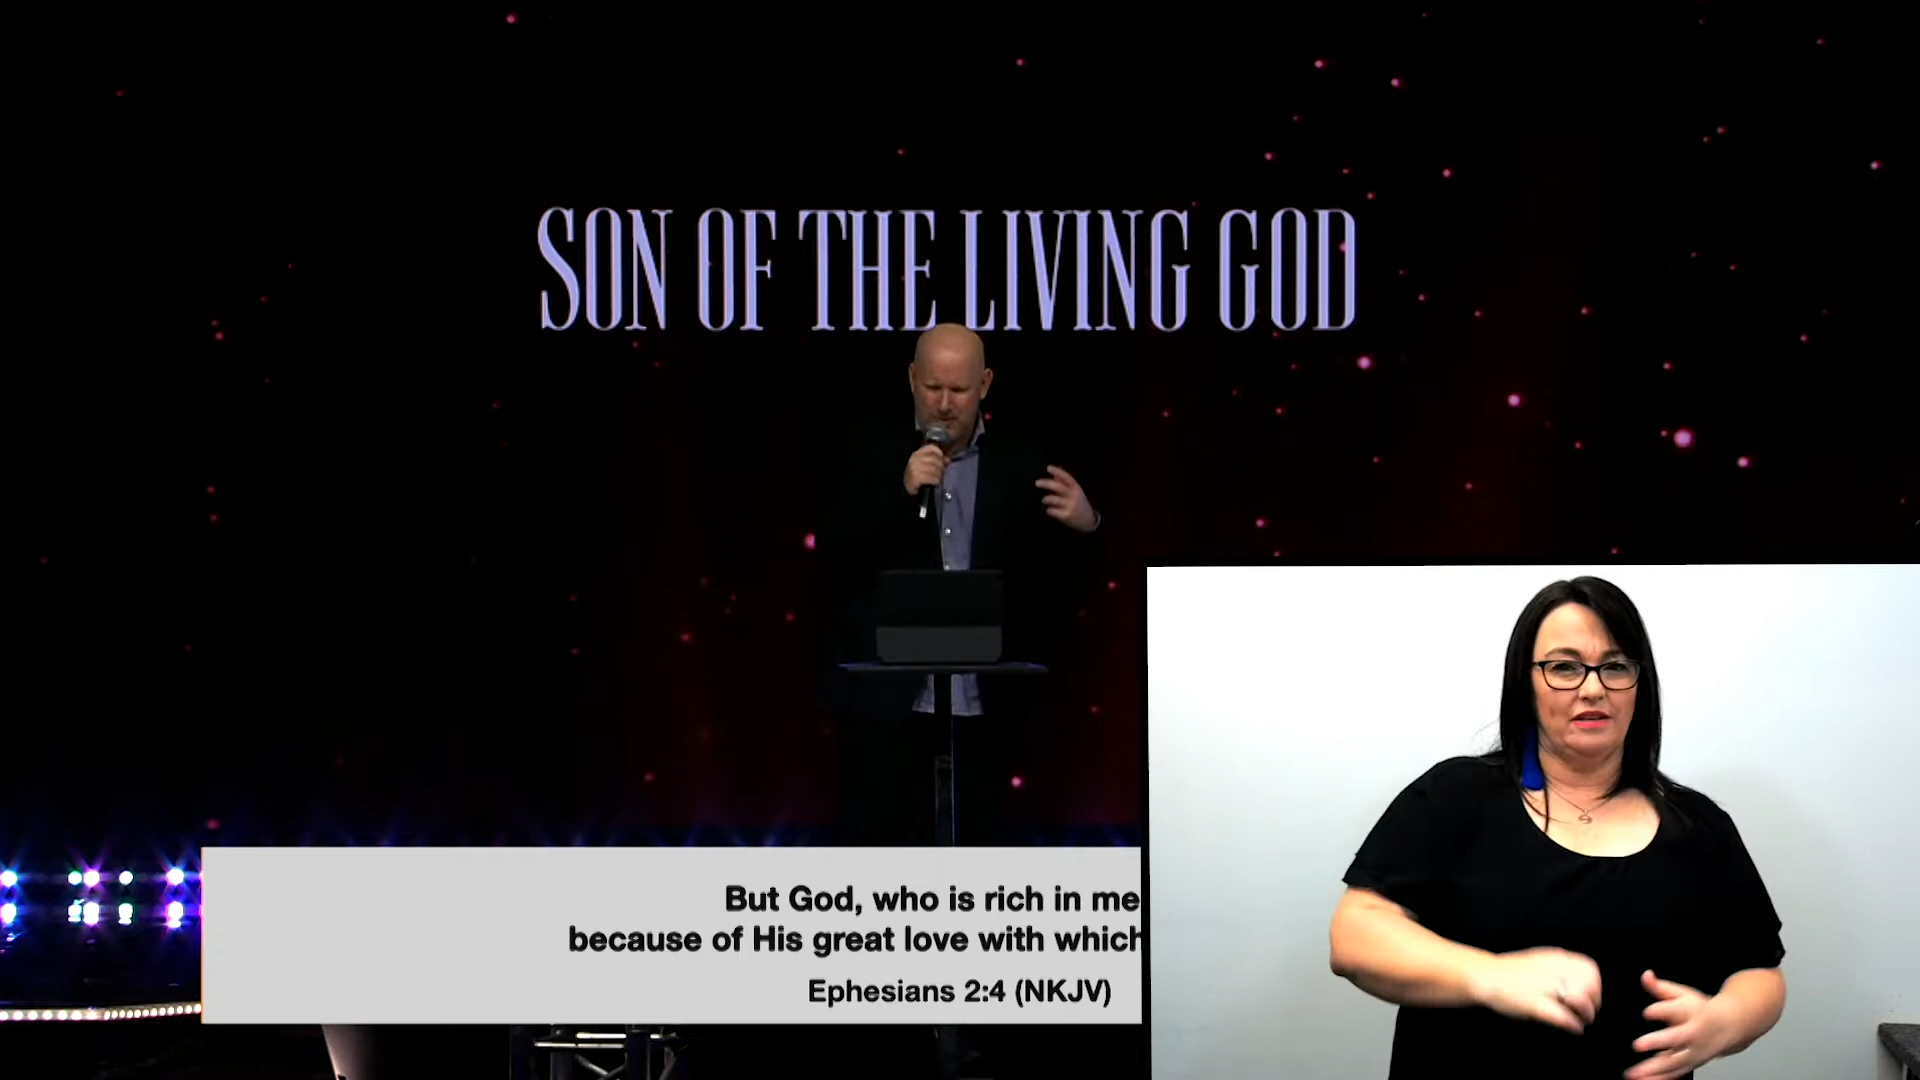 SON OF THE LIVING GOD
But God, who is rich in me
because of His great love with which
Ephesians 2:4 (NKJV)